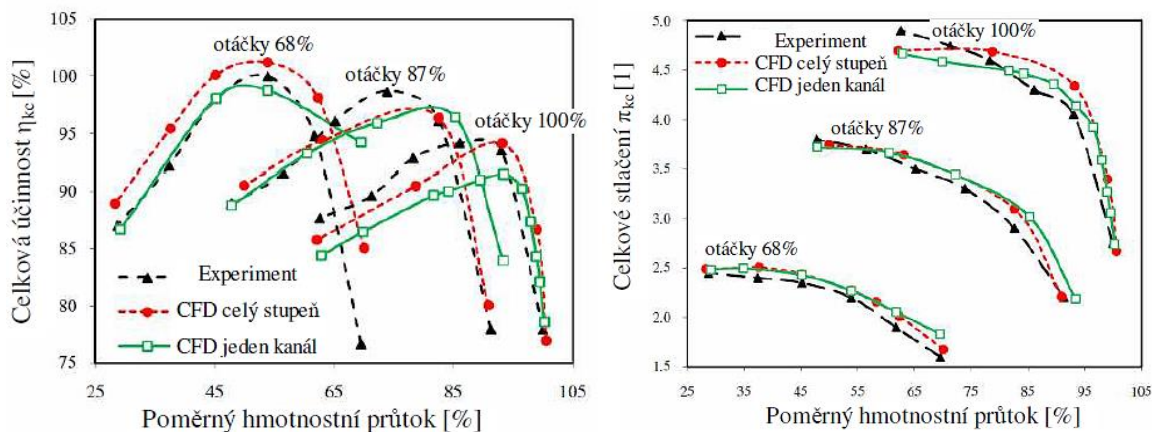 Celková účinnost ηkc [%]
105
100
95
90
85
80
75
otáčky 68%
otáčky 87%
otáčky 100%
Experiment
CFD celý stupeň
CFD jeden kanál
25
45
65
85
105
Poměrný hmotnostní průtok [%]
Celkové stlačení πkc [1]
5.0
4.5
4.0
3.5
3.0
2.5
2.0
1.5
Experiment
otáčky 100%
CFD celý stupeň
CFD jeden kanál
otáčky 87%
otáčky 68%
25
35
45
55
65
75
85
95
105
Poměrný hmotnostní průtok [%]